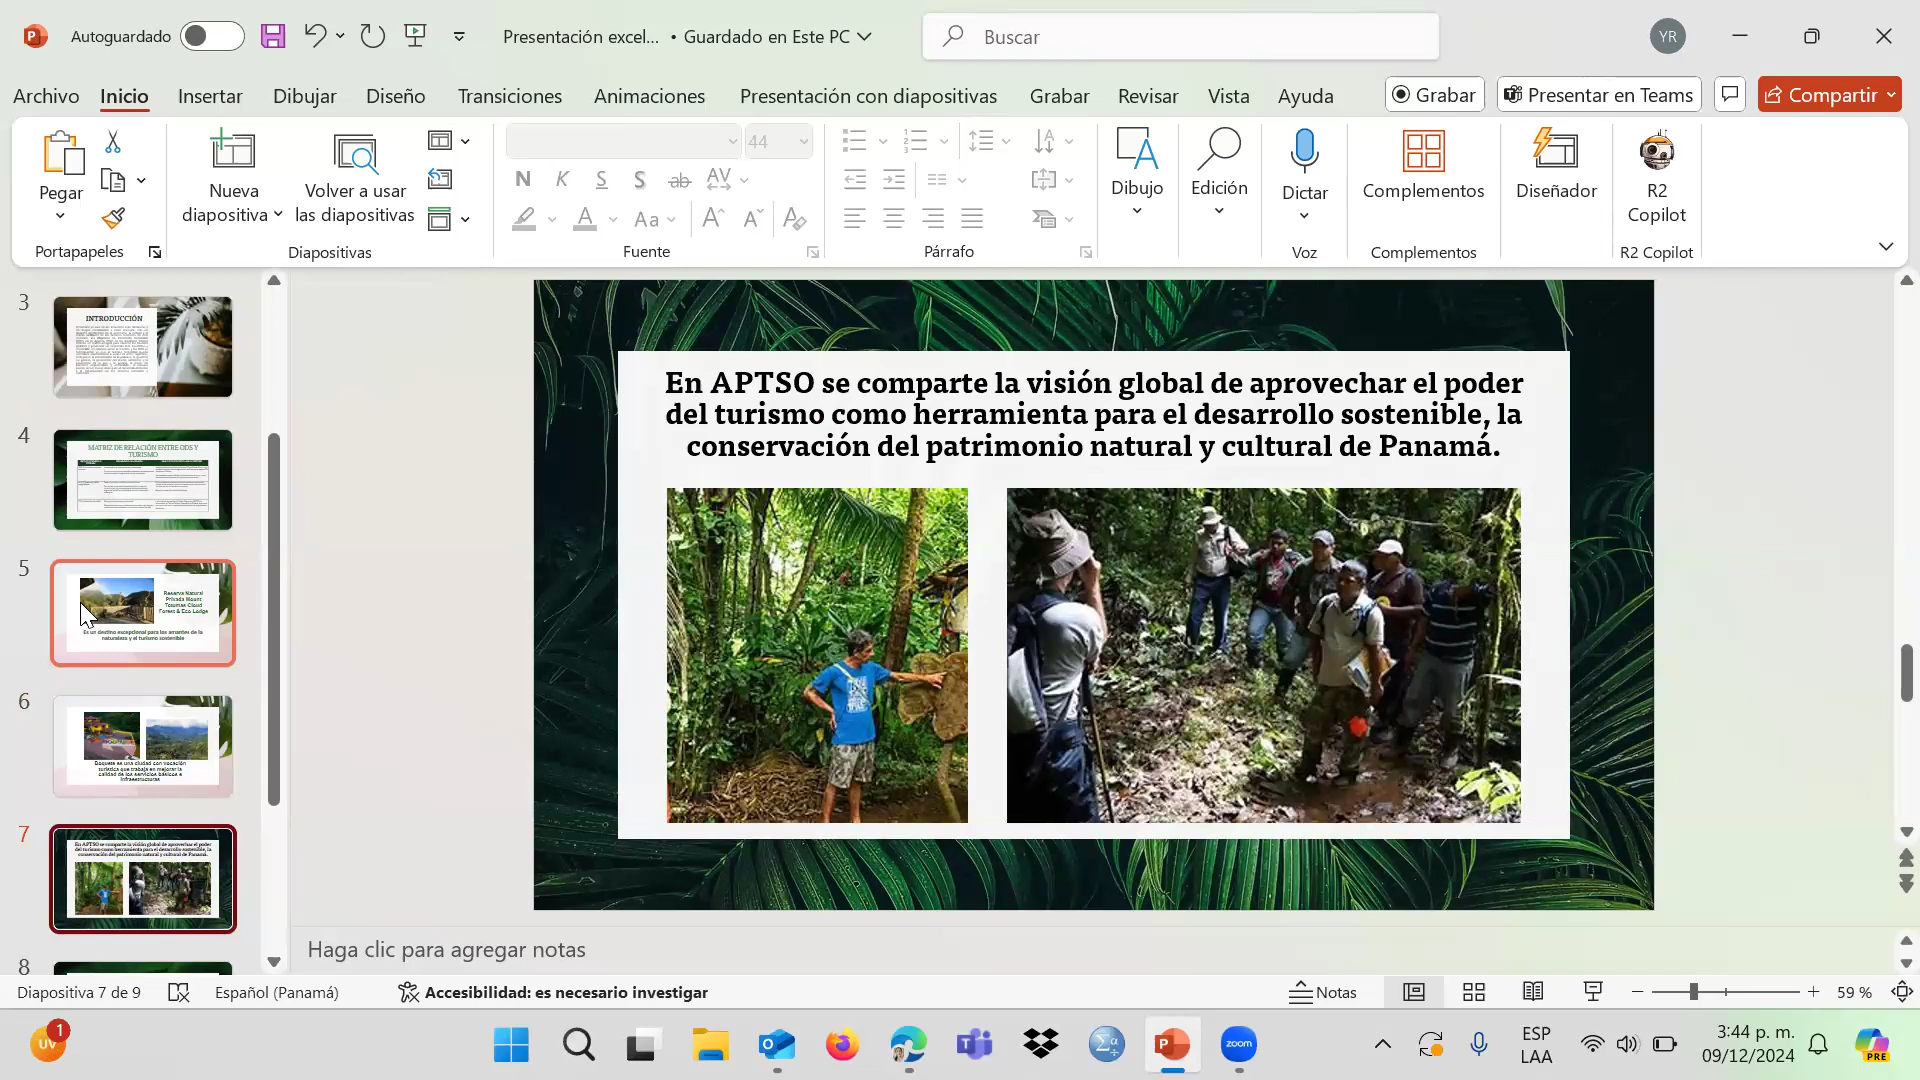 Autoguardado
Presentación excel... • Guardado en Este PC
Buscar
YR
Archivo
Inicio
Insertar
Dibujar
Diseño
Transiciones
Animaciones
Presentación con diapositivas
Grabar
Revisar
Vista
Ayuda
Grabar
Presentar en Teams
Compartir
Pegar
Portapapeles
Nueva
diapositiva
Volver a usar
las diapositivas
Diapositivas
44
N K S S ab AV
A Aa A A
Fuente
Párrafo
Dibujo
Edición
Dictar
Voz
Complementos
Complementos
Diseñador
R2
Copilot
R2 Copilot
3
INTRODUCCIÓN
4
MATRIZ DE RELACIÓN ENTRE ODS Y
TURISMO
5
Reserva Natural
Privada Mount
Totumas Cloud
Forest & Eco Lodge
Es un destino excepcional para los amantes de la
naturaleza y el turismo sostenible
6
Boquete es una ciudad con vocación
turística que trabaja en mejorar la
calidad de los servicios básicos e
infraestructuras
7
En APTSO se comparte la visión global de aprovechar el poder
del turismo como herramienta para el desarrollo sostenible, la
conservación del patrimonio natural y cultural de Panamá.
8
En APTSO se comparte la visión global de aprovechar el poder
del turismo como herramienta para el desarrollo sostenible, la
conservación del patrimonio natural y cultural de Panamá.
Haga clic para agregar notas
Diapositiva 7 de 9
Español (Panamá)
Accesibilidad: es necesario investigar
Notas
59 %
UV
1
zoom
ESP
LAA
3:44 p. m.
09/12/2024
PRE